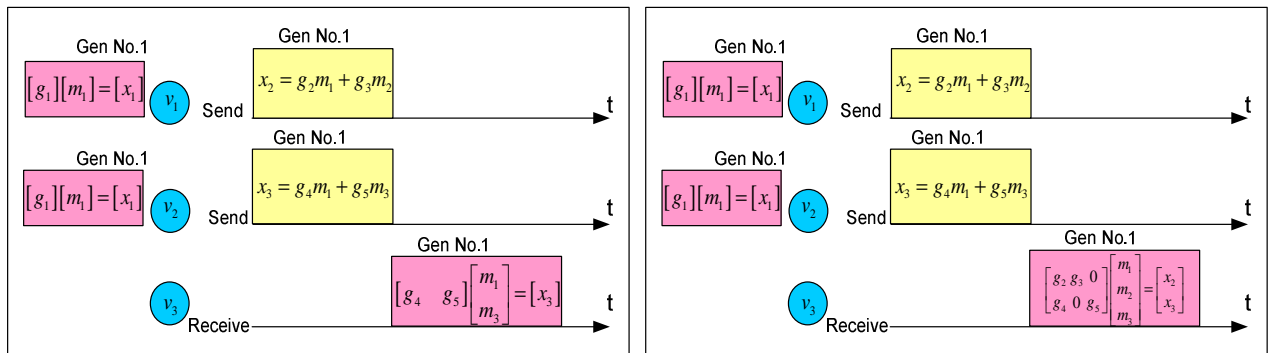 Gen No.1
[g₁][m₁]=[x₁]
v₁
Send
Gen No.1
x₂ = g₂m₁ + g₃m₂
t
Gen No.1
[g₁][m₁]=[x₁]
v₂
Send
Gen No.1
x₃ = g₄m₁ + g₅m₃
t
v₃
Receive
Gen No.1
[g₄ g₅][m₁ m₃]=[x₃]
t
Gen No.1
[g₁][m₁]=[x₁]
v₁
Send
Gen No.1
x₂ = g₂m₁ + g₃m₂
t
Gen No.1
[g₁][m₁]=[x₁]
v₂
Send
Gen No.1
x₃ = g₄m₁ + g₅m₃
t
v₃
Receive
Gen No.1
[g₂ g₃ 0
g₄ 0 g₅]
[m₁
m₂
m₃]
=[x₂
x₃]
t